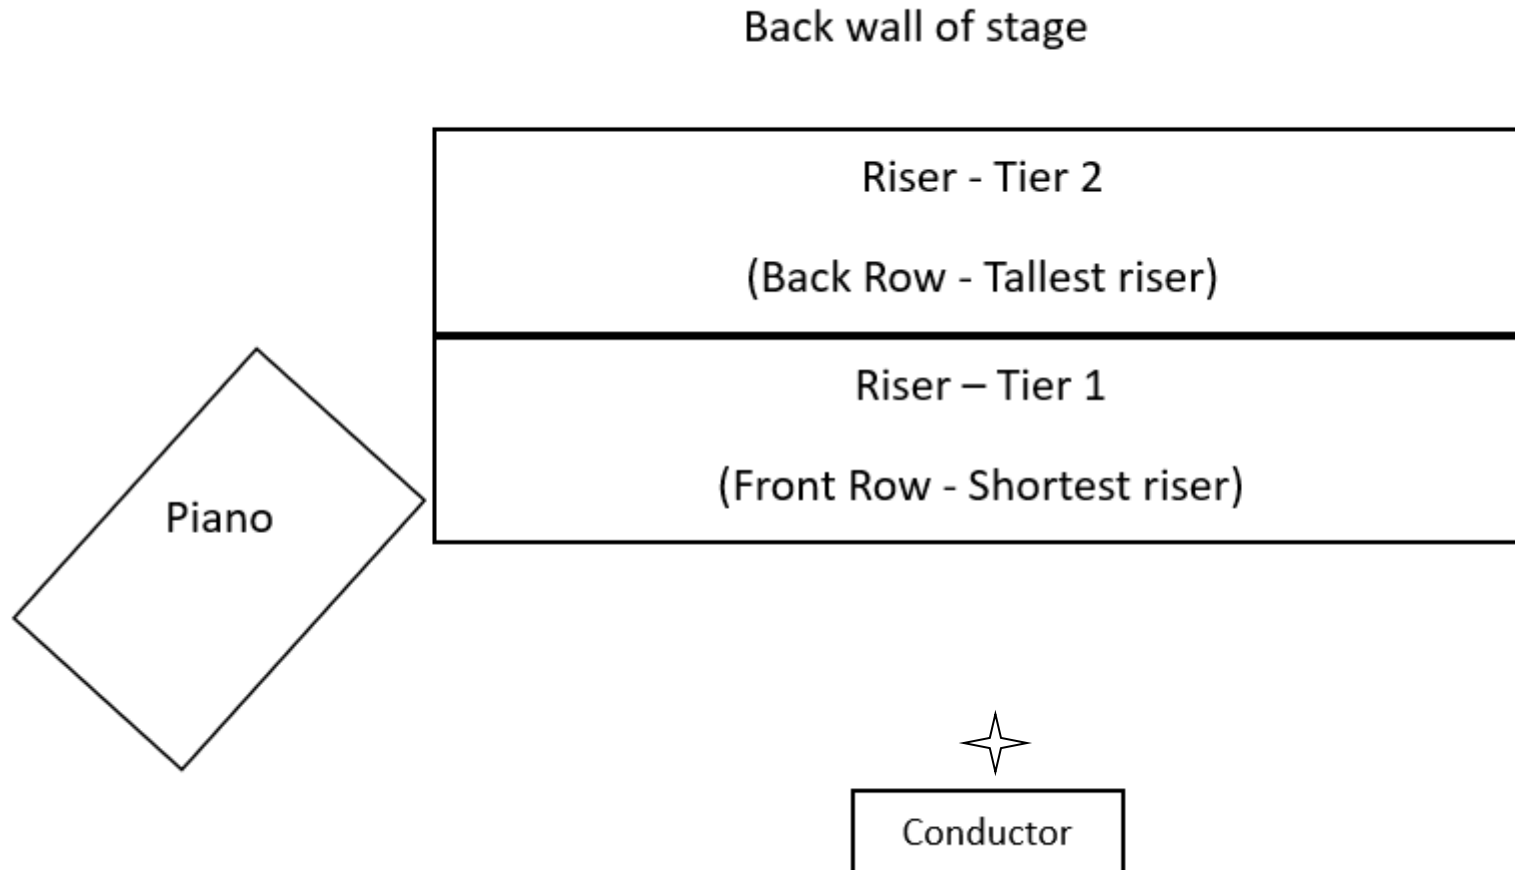 Back wall of stage
Riser - Tier 2
(Back Row - Tallest riser)
Riser – Tier 1
(Front Row - Shortest riser)
Piano
Conductor